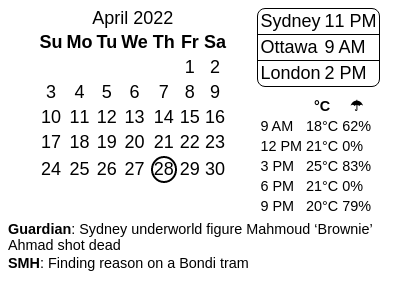 April 2022
Su Mo Tu We Th Fr Sa
1 2
3 4 5 6 7 8 9
10 11 12 13 14 15 16
17 18 19 20 21 22 23
24 25 26 27 28 29 30
Sydney 11 PM
Ottawa 9 AM
London 2 PM
°C ☂
9 AM 18°C 62%
12 PM 21°C 0%
3 PM 25°C 83%
6 PM 21°C 0%
9 PM 20°C 79%
Guardian: Sydney underworld figure Mahmoud ‘Brownie’
Ahmad shot dead
SMH: Finding reason on a Bondi tram